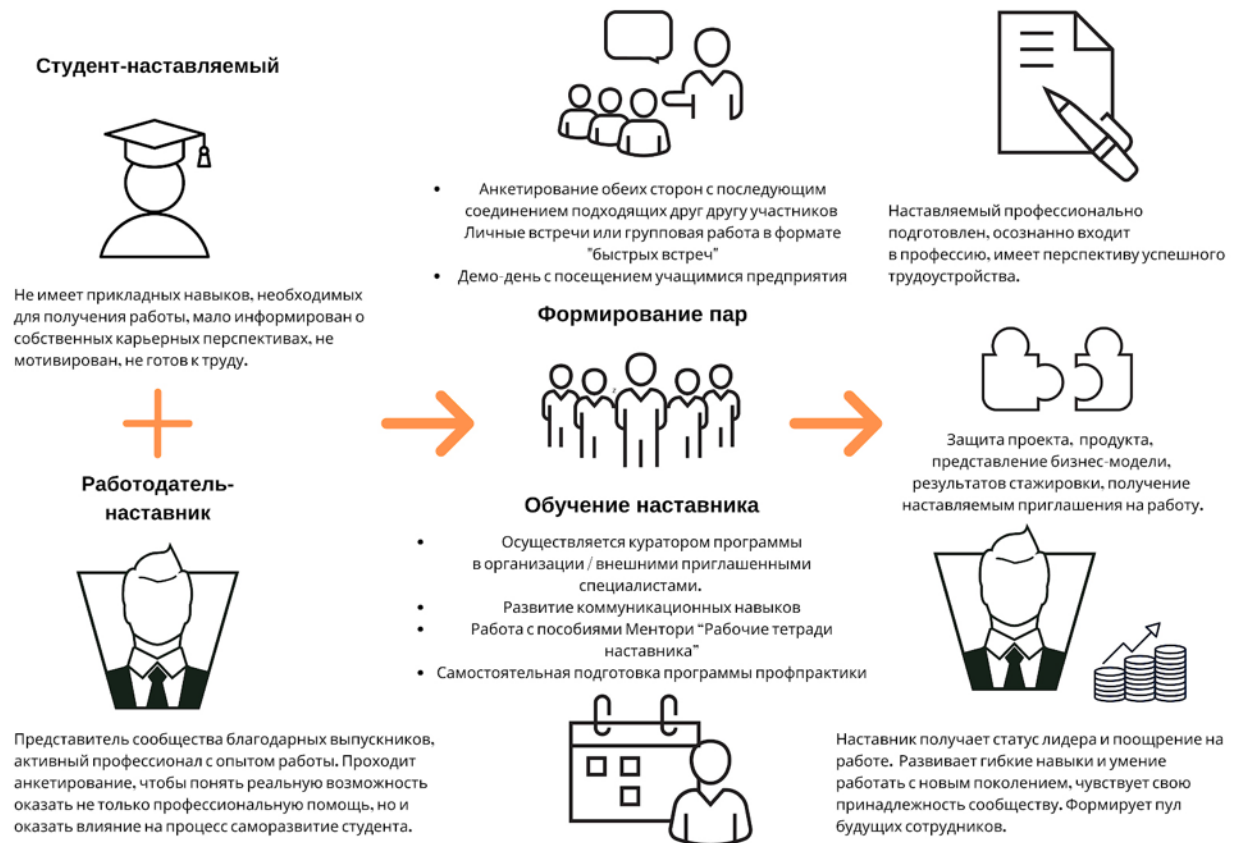 Студент-наставляемый
Не имеет прикладных навыков, необходимых
для получения работы, мало информирован о
собственных карьерных перспективах, не
мотивирован, не готов к труду.
Работодатель-
наставник
Представитель сообщества благодарных выпускников,
активный профессионал с опытом работы. Проходит
анкетирование, чтобы понять реальную возможность
оказать не только профессиональную помощь, но и
оказать влияние на процесс саморазвитие студента.
• Анкетирование обеих сторон с последующим
соединением подходящих друг другу участников
Личные встречи или групповая работа в формате
"быстрых встреч"
• Демо-день с посещением учащимися предприятия
Формирование пар
Обучение наставника
• Осуществляется куратором программы
в организации / внешними приглашенными
специалистами.
• Развитие коммуникационных навыков
• Работа с пособиями Ментори “Рабочие тетради
наставника”
• Самостоятельная подготовка программы профпрактики
Наставляемый профессионально
подготовлен, осознанно входит
в профессию, имеет перспективу успешного
трудоустройства.
Защита проекта, продукта,
представление бизнес-модели,
результатов стажировки, получение
наставляемым приглашения на работу.
Наставник получает статус лидера и поощрение на
работе. Развивает гибкие навыки и умение
работать с новым поколением, чувствует свою
принадлежность сообществу. Формирует пул
будущих сотрудников.